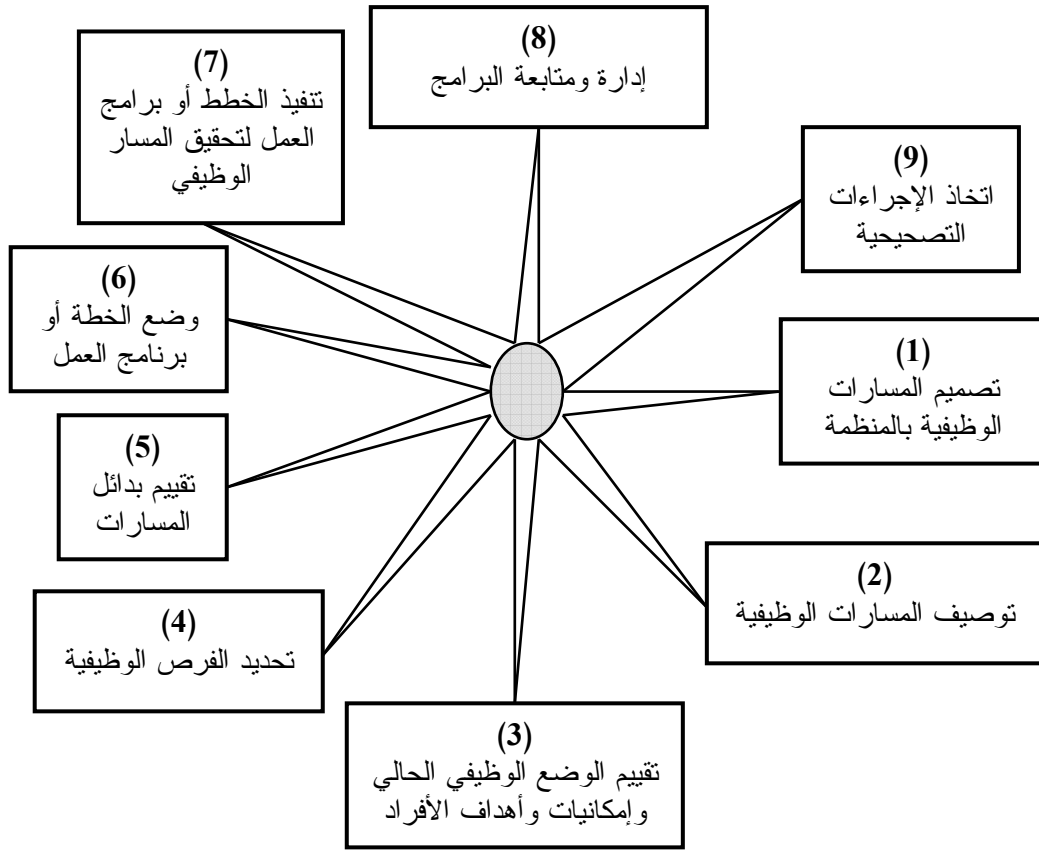 (1)
تصميم المسارات
الوظيفية بالمنظمة
(2)
توصيف المسارات الوظيفية
(3)
تقييم الوضع الوظيفي الحالي
وإمكانيات وأهداف الأفراد
(4)
تحديد الفرص الوظيفية
(5)
تقييم بدائل
المسارات
(6)
وضع الخطة أو
برنامج العمل
(7)
تنفيذ الخطط أو برامج
العمل لتحقيق المسار
الوظيفي
(8)
إدارة ومتابعة البرامج
(9)
اتخاذ الإجراءات
التصحيحية